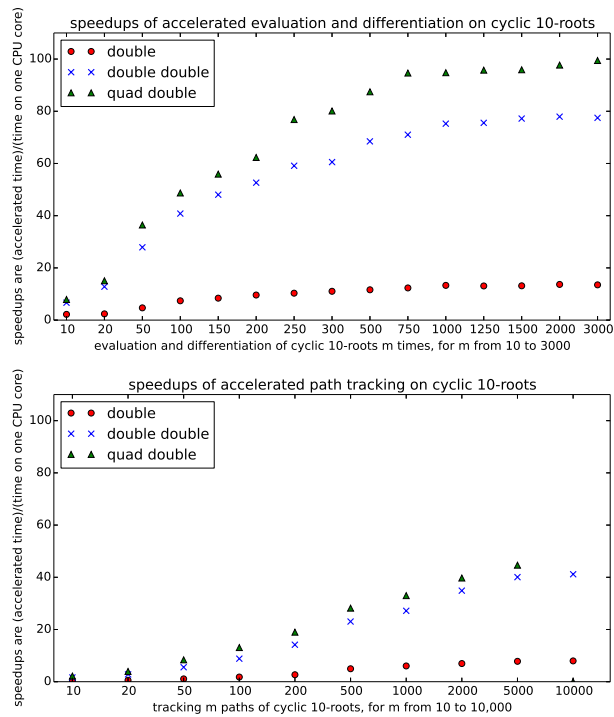 speedups of accelerated evaluation and differentiation on cyclic 10-roots
speedups are (accelerated time)/(time on one CPU core)
100
80
60
40
20
0
double
double double
quad double
10 20 50 100 150 200 250 300 500 750 1000 1250 1500 2000 3000
evaluation and differentiation of cyclic 10-roots m times, for m from 10 to 3000
speedups of accelerated path tracking on cyclic 10-roots
speedups are (accelerated time)/(time on one CPU core)
100
80
60
40
20
0
double
double double
quad double
10 20 50 100 200 500 1000 2000 5000 10000
tracking m paths of cyclic 10-roots, for m from 10 to 10,000